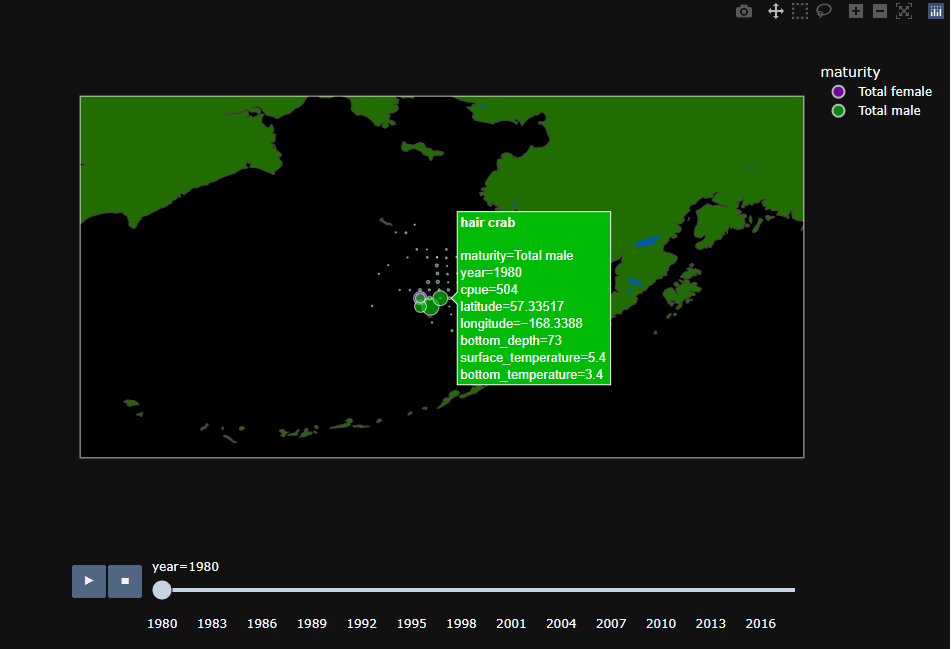 maturity
Total female
Total male
hair crab
maturity=Total male
year=1980
cpue=504
latitude=57.33517
longitude=−168.3388
bottom_depth=73
surface_temperature=5.4
bottom_temperature=3.4
year=1980
1980 1983 1986 1989 1992 1995 1998 2001 2004 2007 2010 2013 2016